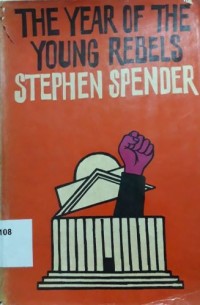 THE YEAR OF THE
YOUNG REBELS
STEPHEN SPENDER
108